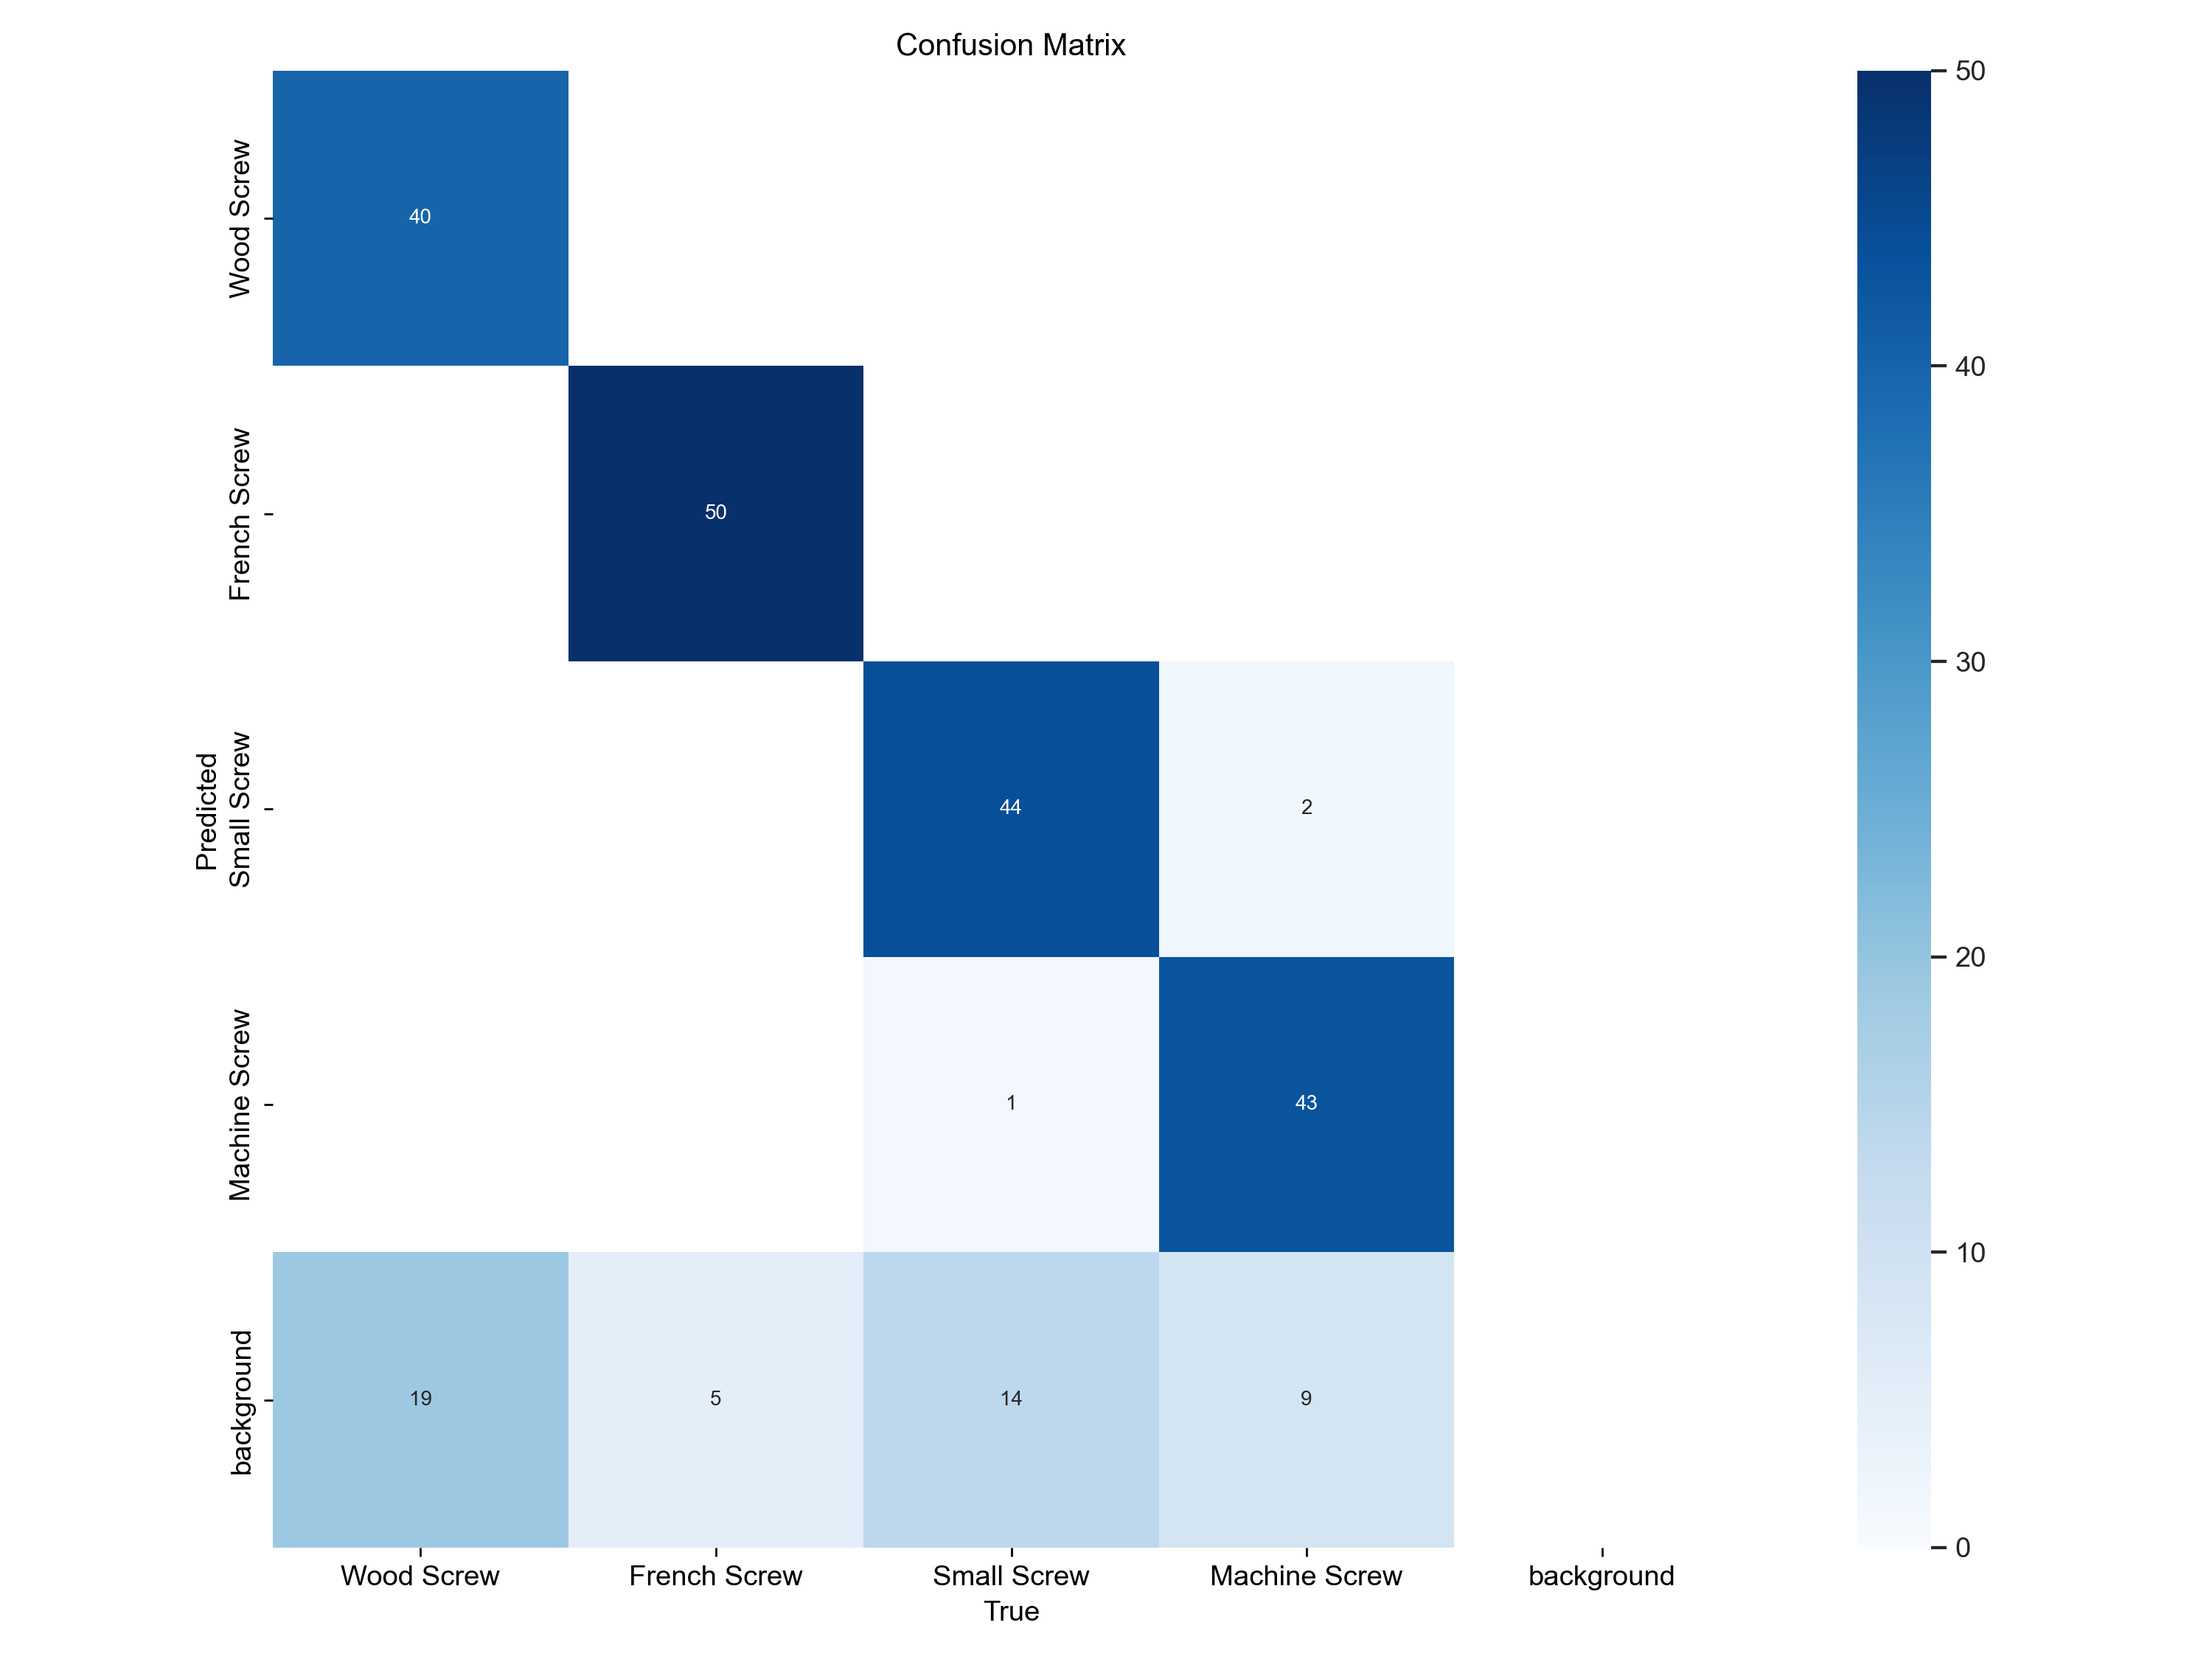 Confusion Matrix
Wood Screw
French Screw
Small Screw
Machine Screw
background
Predicted
40
50
44 2
1 43
19 5 14 9
Wood Screw French Screw Small Screw Machine Screw background
True
50
40
30
20
10
0